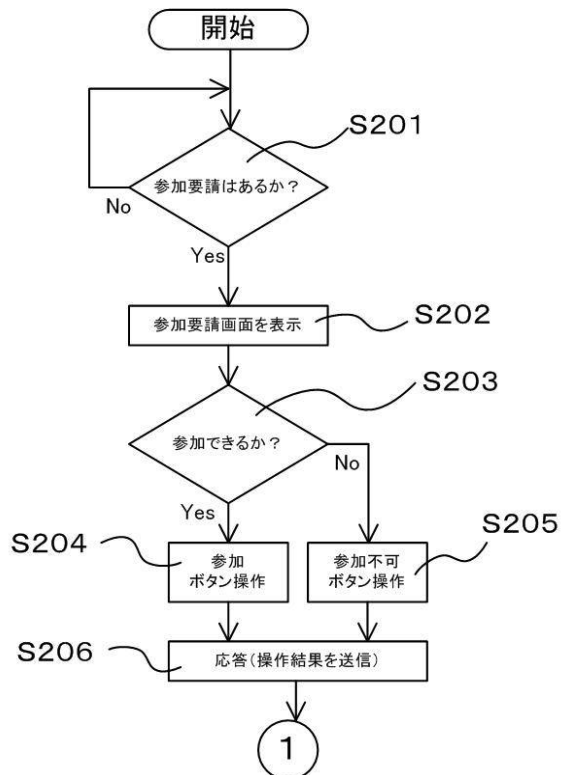 開始
S201
参加要請はあるか?
No
Yes
参加要請画面を表示
S202
S203
参加できるか?
No
Yes
S204
参加
ボタン操作
参加不可
ボタン操作
S205
S206
応答(操作結果を送信)
1